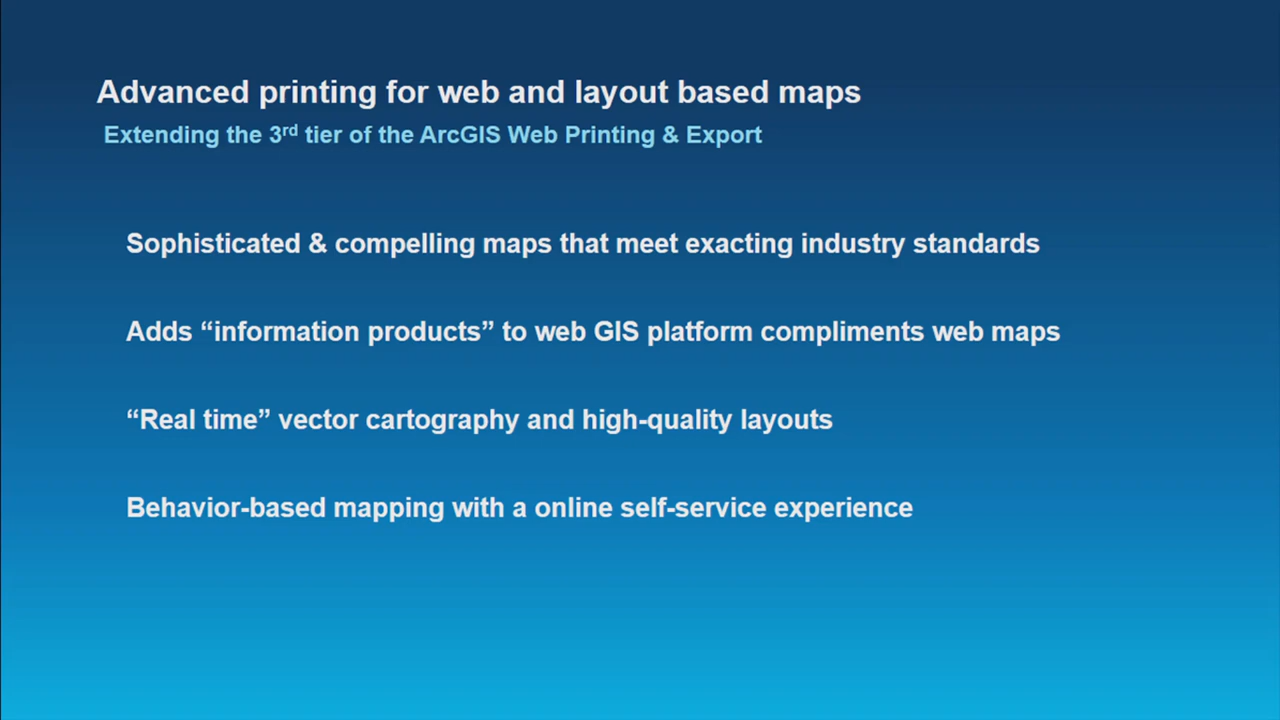 Advanced printing for web and layout based maps
Extending the 3rd tier of the ArcGIS Web Printing & Export
Sophisticated & compelling maps that meet exacting industry standards
Adds “information products” to web GIS platform compliments web maps
“Real time” vector cartography and high-quality layouts
Behavior-based mapping with a online self-service experience